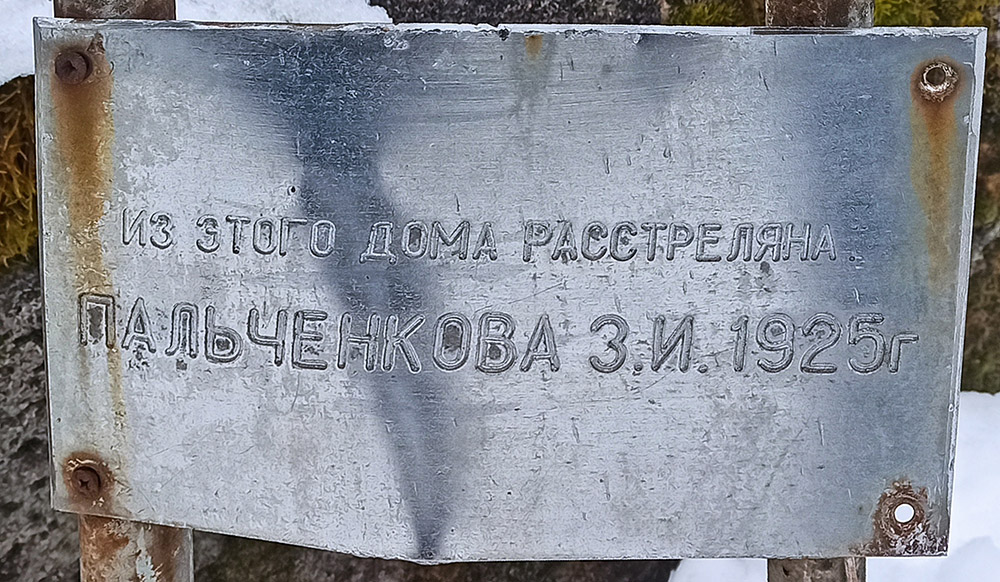 ИЗ ЭТОГО ДОМА РАССТРЕЛЯНА
ПАЛЬЧЕНКОВА З.И. 1925г